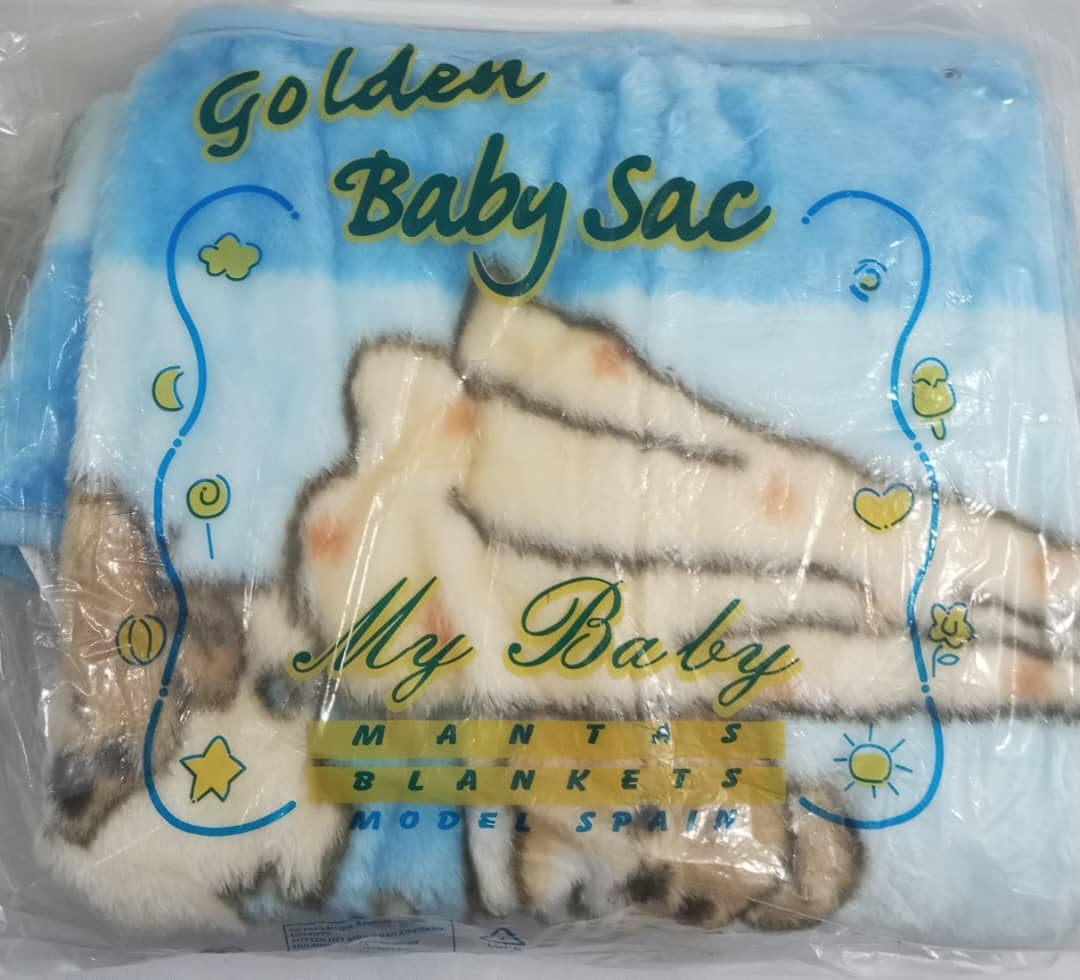 Golden
Baby Sac
My Baby
MANTAS
BLANKETS
MODEL SPAIN